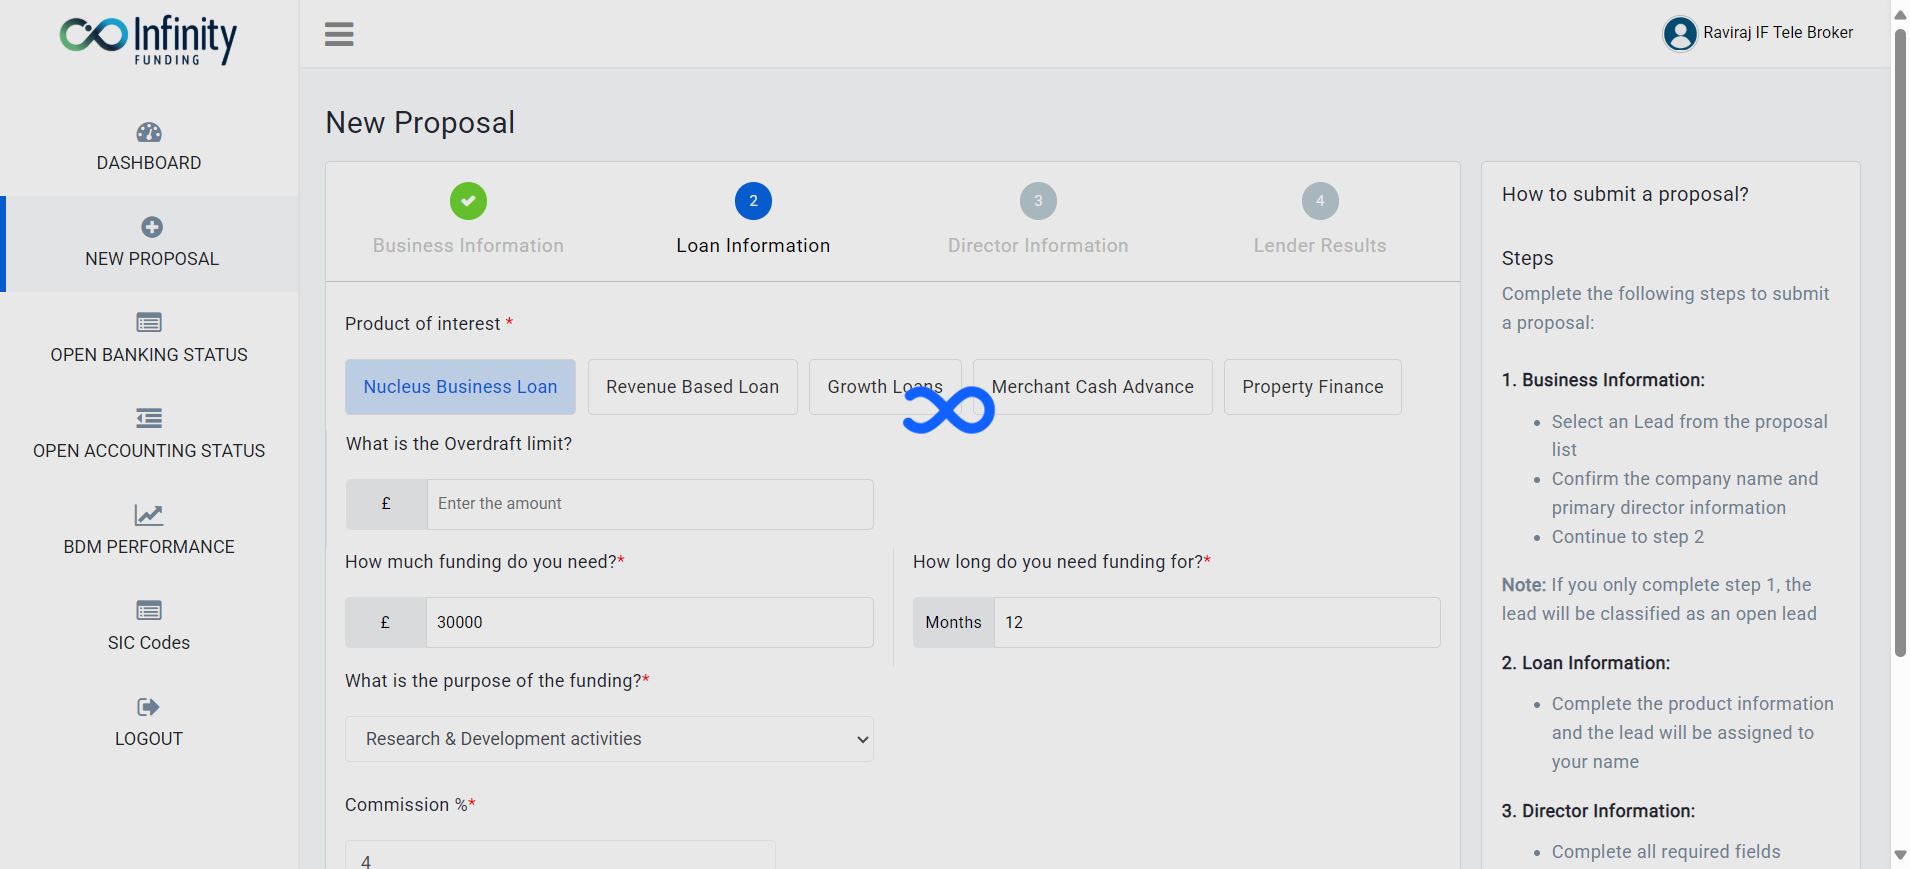 Infinity
FUNDING
DASHBOARD
NEW PROPOSAL
OPEN BANKING STATUS
OPEN ACCOUNTING STATUS
BDM PERFORMANCE
SIC Codes
LOGOUT
Raviraj IF Tele Broker
New Proposal
2 3 4
Business Information Loan Information Director Information Lender Results
Product of interest *
Nucleus Business Loan Revenue Based Loan Growth Loans Merchant Cash Advance Property Finance
What is the Overdraft limit?
£ Enter the amount
How much funding do you need?* How long do you need funding for?*
£ 30000 Months 12
What is the purpose of the funding?*
Research & Development activities
Commission %*
4
How to submit a proposal?
Steps
Complete the following steps to submit
a proposal:
1. Business Information:
• Select an Lead from the proposal
list
• Confirm the company name and
primary director information
• Continue to step 2
Note: If you only complete step 1, the
lead will be classified as an open lead
2. Loan Information:
• Complete the product information
and the lead will be assigned to
your name
3. Director Information:
• Complete all required fields